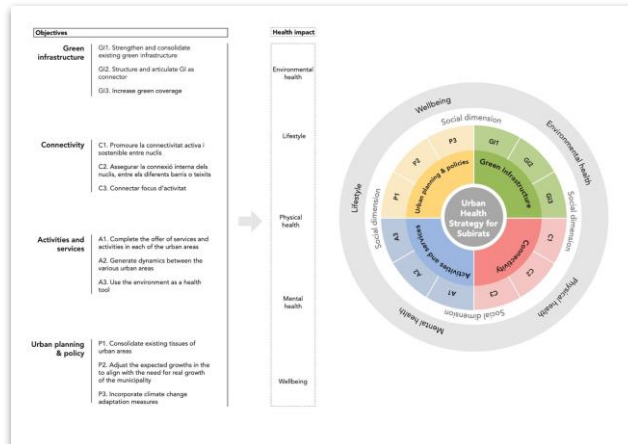 Objectives
Health impact
Green
infrastructure
GI1. Strengthen and consolidate
existing green infrastructure
GI2. Structure and articulate GI as
connector
GI3. Increase green coverage
Connectivity
C1. Promoure la connectivitat activa i
sostenible entre nuclis
C2. Assegurar la connexió interna dels
nuclis, entre els diferents barris o teixits
C3. Connectar focus d'activitat
Activities and
services
A1. Complete the offer of services and
activities in each of the urban areas
A2. Generate dynamics between the
various urban areas
A3. Use the environment as a health
tool
Urban planning
& policy
P1. Consolidate existing tissues of
urban areas
P2. Adjust the expected growths in the
to align with the need for real growth
of the municipality
P3. Incorporate climate change
adaptation measures
Environmental
health
Lifestyle
Physical
health
Mental
health
Wellbeing
Wellbeing
Environmental health
Physical health
Mental health
Lifestyle
Social dimension
Social dimension
Social dimension
Social dimension
P1
P2
P3
GI1
GI2
GI3
C1
C2
C3
A1
A2
A3
Urban planning & policies
Green Infrastructure
Connectivity
Activities and services
Urban
Health
Strategy for
Subirats